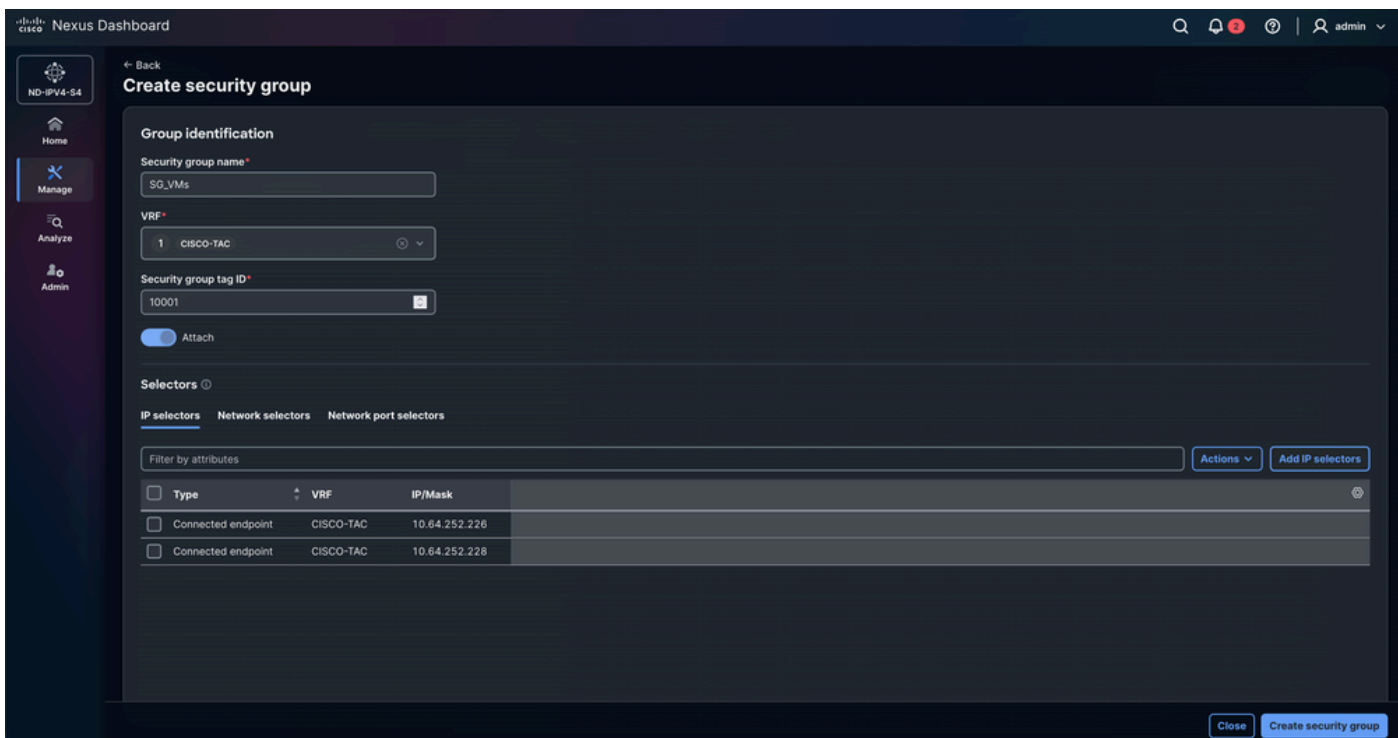 cisco Nexus Dashboard
2
admin
ND-IPV4-S4
Home
Manage
Analyze
Admin
← Back
Create security group
Group identification
Security group name*
SG_VMs
VRF*
1 CISCO-TAC
Security group tag ID*
10001
Attach
Selectors
IP selectors Network selectors Network port selectors
Filter by attributes
Actions
Add IP selectors
Type VRF IP/Mask
Connected endpoint CISCO-TAC 10.64.252.226
Connected endpoint CISCO-TAC 10.64.252.228
Close
Create security group